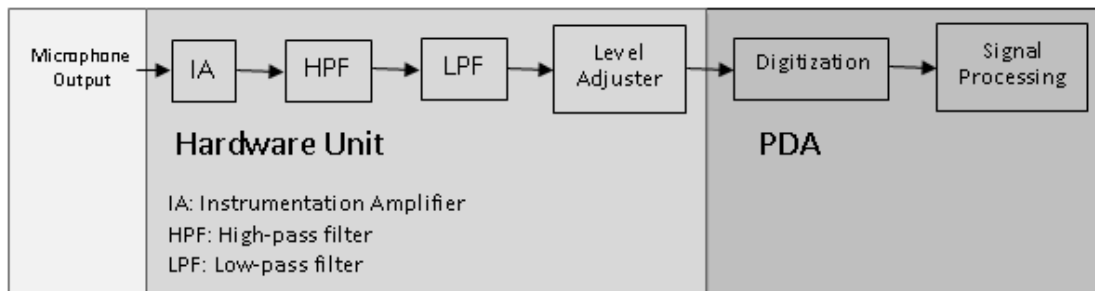 Microphone
Output
IA
HPF
LPF
Level
Adjuster
Digitization
Signal
Processing
Hardware Unit
PDA
IA: Instrumentation Amplifier
HPF: High-pass filter
LPF: Low-pass filter